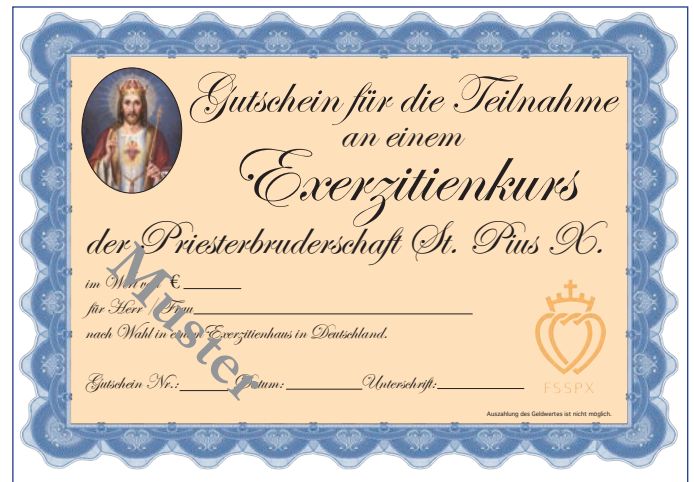 Gutschein für die Teilnahme
an einem
Exerzitienkurs
der Priesterbruderschaft St. Pius X.
im Wert von €
für Herr / Frau
nach Wahl in einem Exerzitienhaus in Deutschland.
Gutschein Nr.: Datum: Unterschrift:
Muster
FSSPX
Auszahlung des Geldwertes ist nicht möglich.